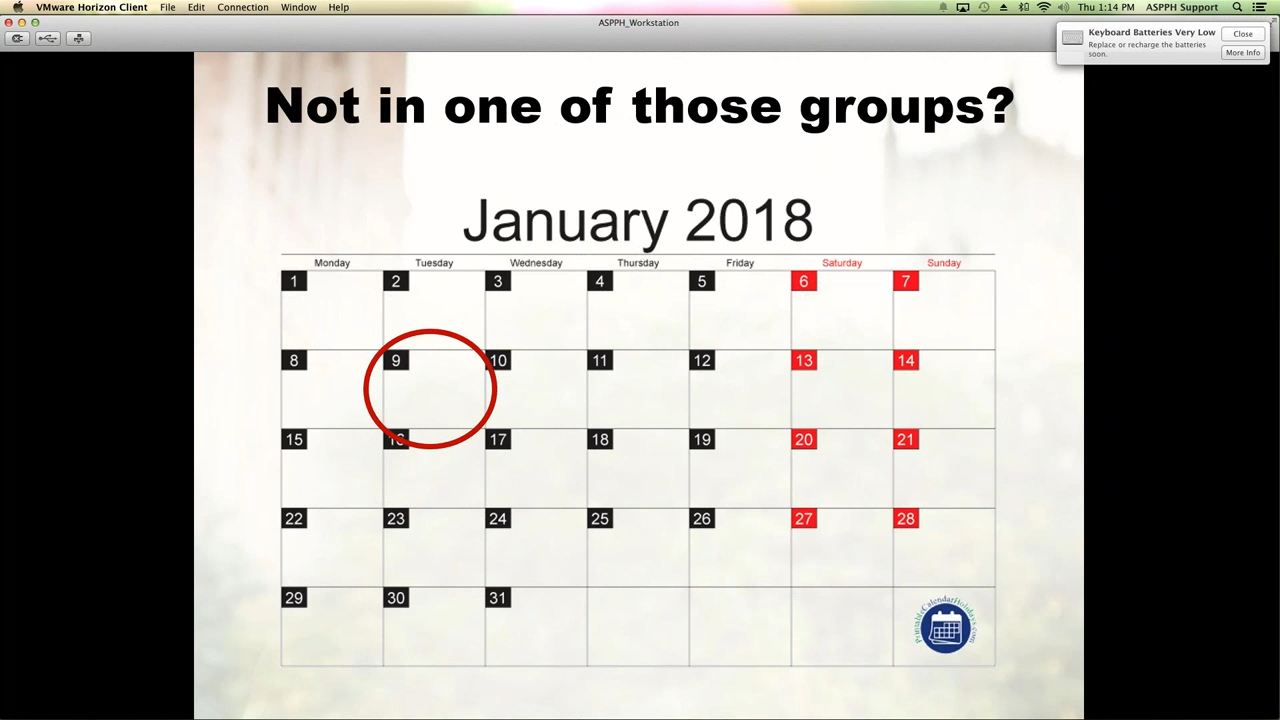 VMware Horizon Client File Edit Connection Window Help Thu 1:14 PM ASPPH Support
ASPPH_Workstation
Keyboard Batteries Very Low
Replace or recharge the batteries soon.
Close
More Info
Not in one of those groups?
January 2018
Monday Tuesday Wednesday Thursday Friday Saturday Sunday
1 2 3 4 5 6 7
8 9 10 11 12 13 14
15 16 17 18 19 20 21
22 23 24 25 26 27 28
29 30 31
PrintableCalendarHolidays.com